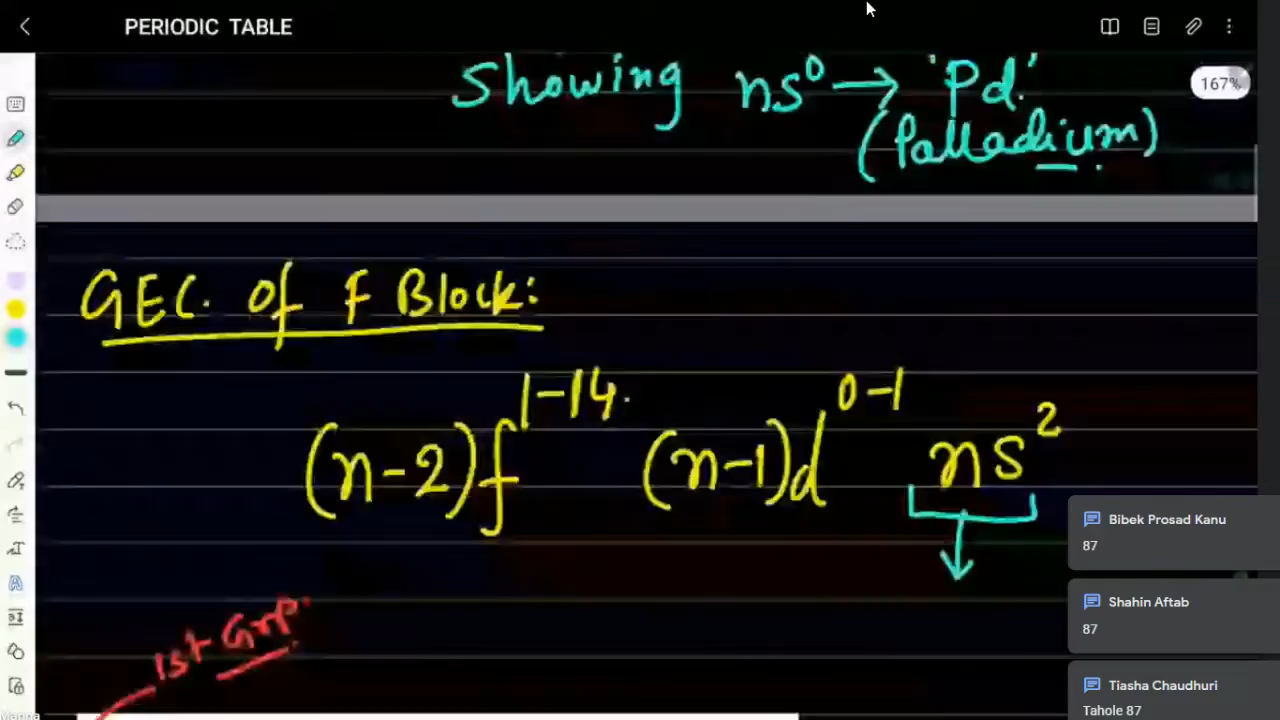 PERIODIC TABLE
167%
Showing ns⁰ → 'Pd.'
(Palladium)
GEC. Of F Block:
(n-2)f¹⁻¹⁴ (n-1)d⁰⁻¹ ns²
1st Grp.
Bibek Prosad Kanu
87
Shahin Aftab
87
Tiasha Chaudhuri
Tahole 87